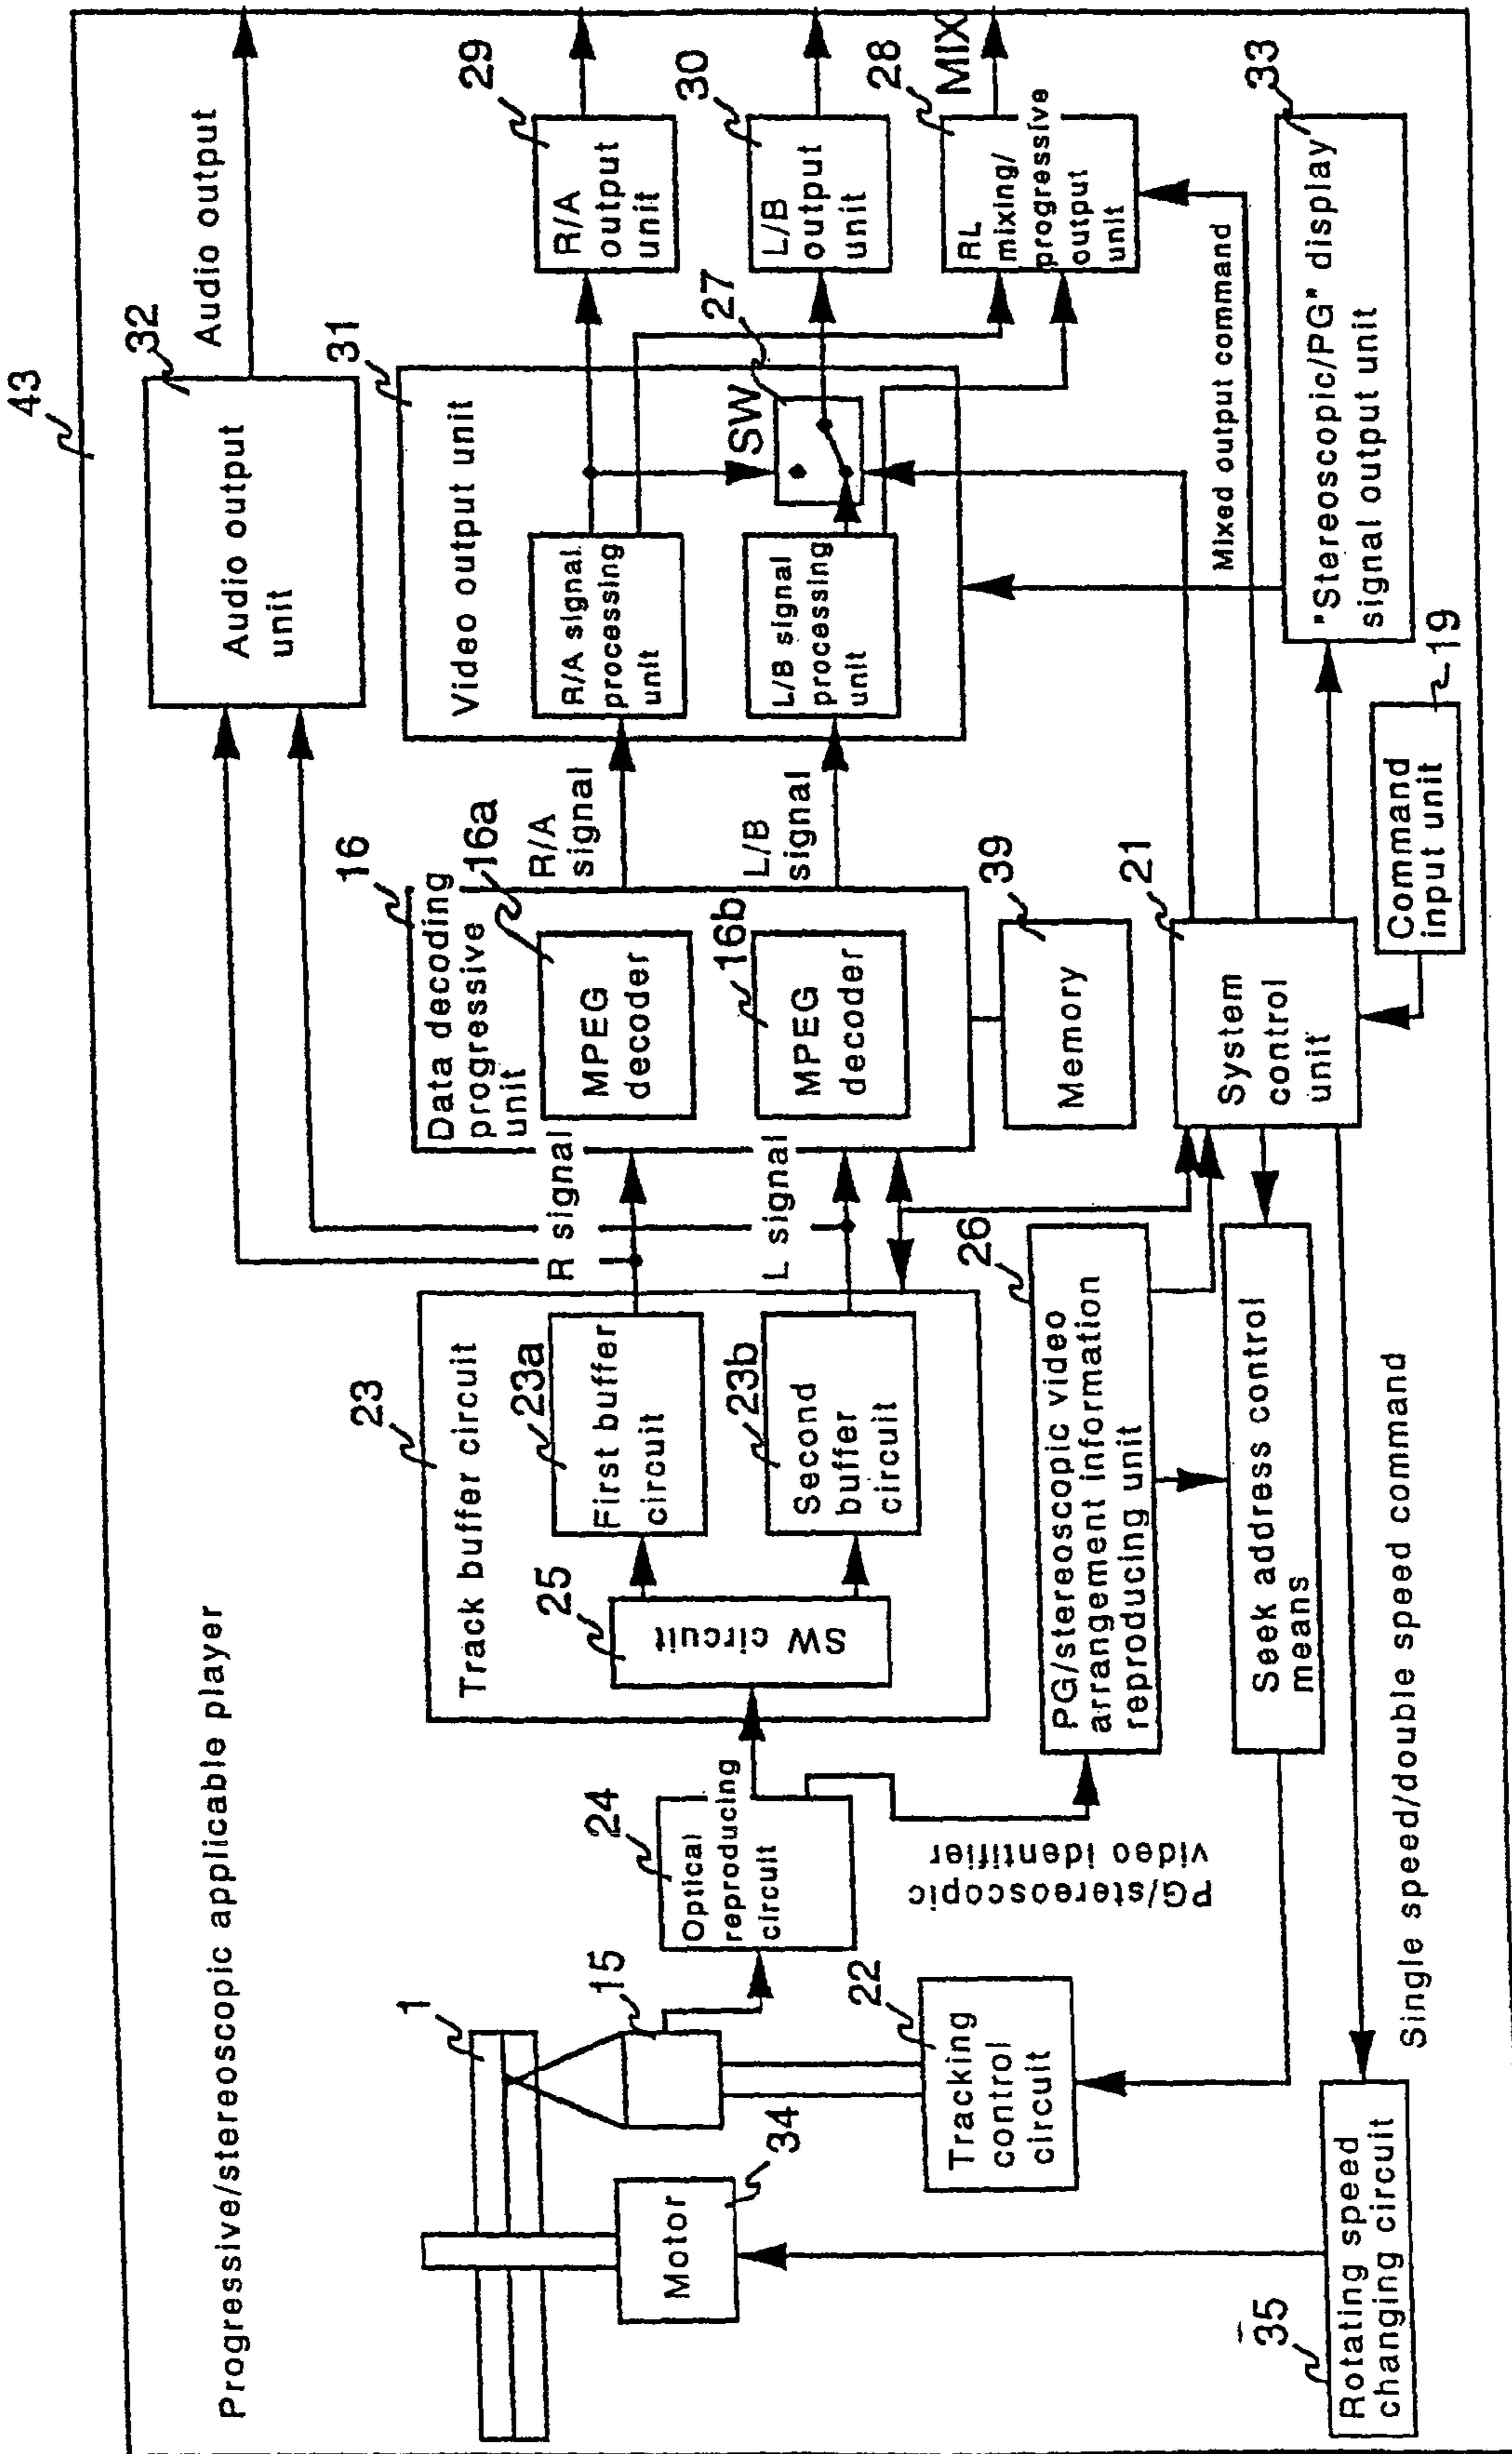 43
Progressive/stereoscopic applicable player
1
15
34
Motor
22
Tracking
control
circuit
35
Rotating speed
changing circuit
Single speed/double speed command
24
Optical
reproducing
circuit
PG/stereoscopic
video identifier
23
Track buffer circuit
25
SW circuit
23a
First buffer
circuit
23b
Second
buffer
circuit
26
PG/stereoscopic video
arrangement information
reproducing unit
Seek address control
means
R signal
L signal
16
Data decoding
progressive
unit
16a
MPEG
decoder
16b
MPEG
decoder
39
Memory
21
System
control
unit
19
Command
input unit
R/A
signal
L/B
signal
32
Audio output
unit
Audio output
31
Video output unit
R/A signal
processing
unit
L/B signal
processing
unit
SW
27
29
R/A
output
unit
30
L/B
output
unit
28
RL
mixing/
progressive
output
unit
MIX
Mixed output command
33
"Stereoscopic/PG" display
signal output unit